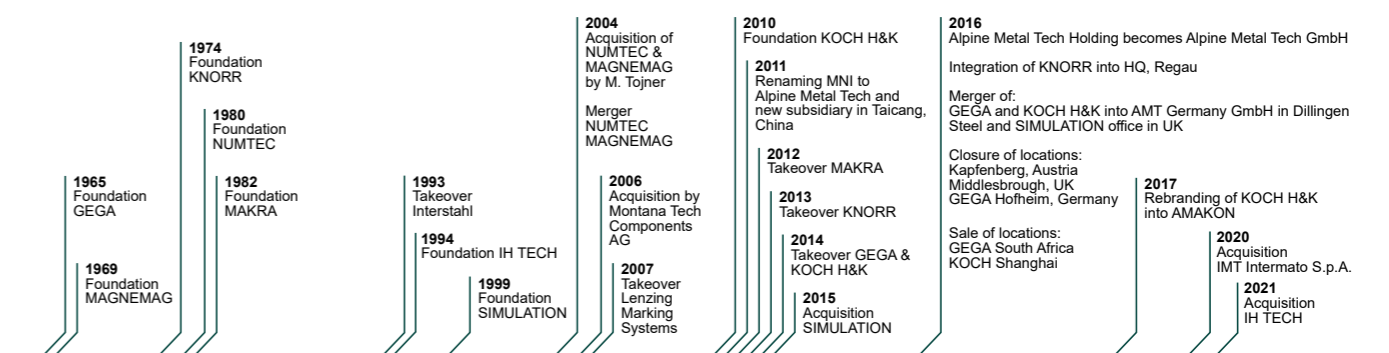 1965
Foundation
GEGA
1969
Foundation
MAGNEMAG
1974
Foundation
KNORR
1980
Foundation
NUMTEC
1982
Foundation
MAKRA
1993
Takeover
Interstahl
1994
Foundation IH TECH
1999
Foundation
SIMULATION
2004
Acquisition of
NUMTEC &
MAGNEMAG
by M. Tojner
Merger
NUMTEC
MAGNEMAG
2006
Acquisition by
Montana Tech
Components
AG
2007
Takeover
Lenzing
Marking
Systems
2010
Foundation KOCH H&K
2011
Renaming MNI to
Alpine Metal Tech and
new subsidiary in Taicang,
China
2012
Takeover MAKRA
2013
Takeover KNORR
2014
Takeover GEGA &
KOCH H&K
2015
Acquisition
SIMULATION
2016
Alpine Metal Tech Holding becomes Alpine Metal Tech GmbH
Integration of KNORR into HQ, Regau
Merger of:
GEGA and KOCH H&K into AMT Germany GmbH in Dillingen
Steel and SIMULATION office in UK
Closure of locations:
Kapfenberg, Austria
Middlesbrough, UK
GEGA Hofheim, Germany
Sale of locations:
GEGA South Africa
KOCH Shanghai
2017
Rebranding of KOCH H&K
into AMAKON
2020
Acquisition
IMT Intermato S.p.A.
2021
Acquisition
IH TECH